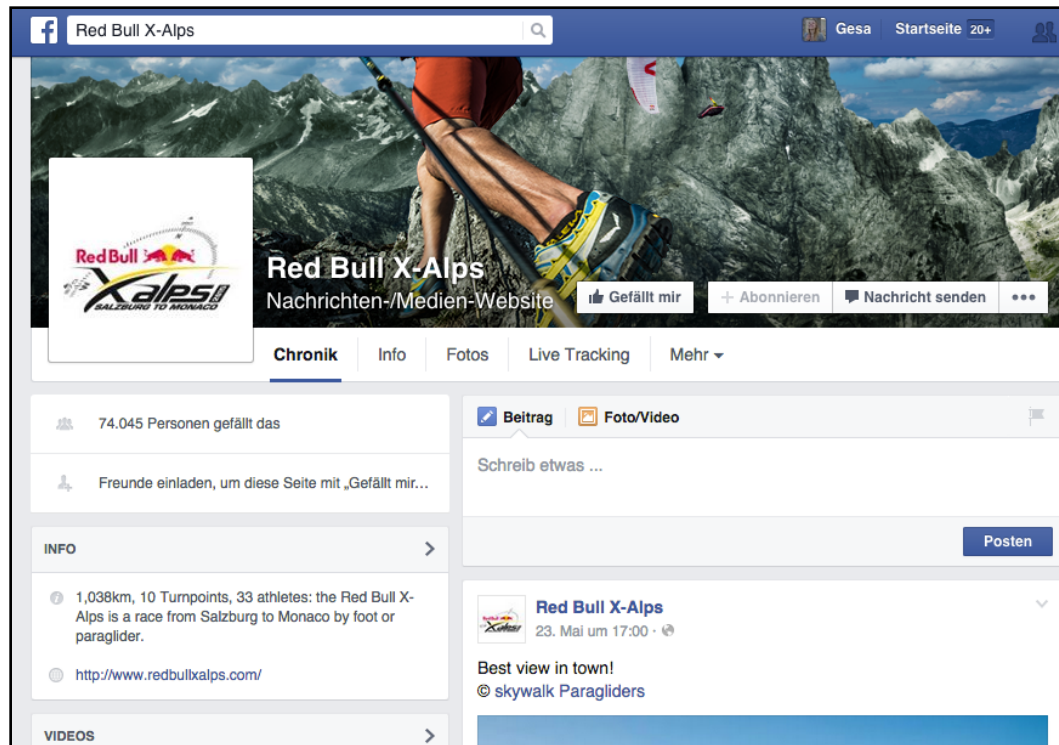 Red Bull X-Alps
Gesa Startseite 20+
Red Bull
Xalps
SALZBURG TO MONACO
Red Bull X-Alps
Nachrichten-/Medien-Website
Gefällt mir
+ Abonnieren
Nachricht senden
Chronik Info Fotos Live Tracking Mehr
74.045 Personen gefällt das
Freunde einladen, um diese Seite mit „Gefällt mir...
INFO
1,038km, 10 Turnpoints, 33 athletes: the Red Bull X-
Alps is a race from Salzburg to Monaco by foot or
paraglider.
http://www.redbullxalps.com/
VIDEOS
Beitrag Foto/Video
Schreib etwas ...
Posten
Red Bull X-Alps
23. Mai um 17:00 ·
Best view in town!
© skywalk Paragliders